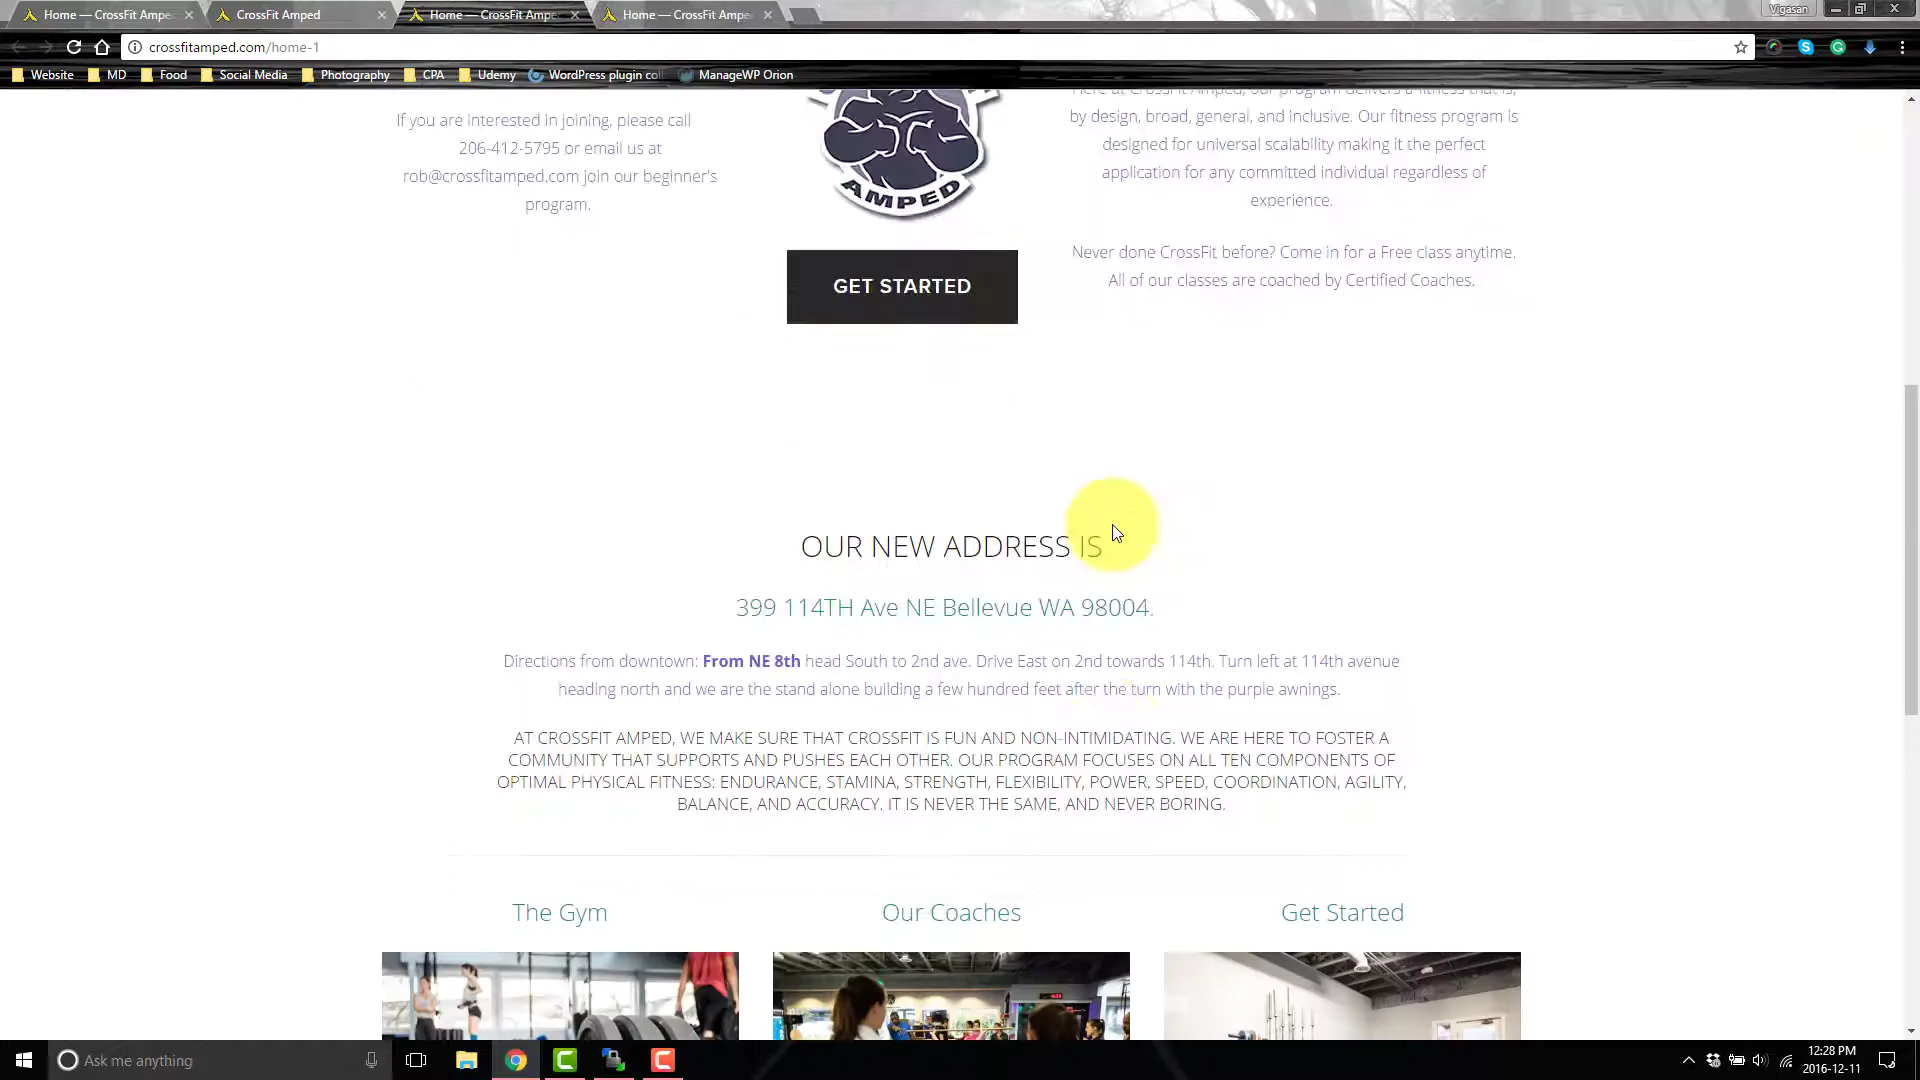 Home — CrossFit Ampe
CrossFit Amped
Home — CrossFit Ampe
Home — CrossFit Ampe
Vigasan
crossfitamped.com/home-1
Website
MD
Food
Social Media
Photography
CPA
Udemy
WordPress plugin col
ManageWP Orion
If you are interested in joining, please call
206-412-5795 or email us at
rob@crossfitamped.com join our beginner's
program.
AMPED
GET STARTED
Here at CrossFit Amped, our program delivers a fitness that is,
by design, broad, general, and inclusive. Our fitness program is
designed for universal scalability making it the perfect
application for any committed individual regardless of
experience.
Never done CrossFit before? Come in for a Free class anytime.
All of our classes are coached by Certified Coaches.
OUR NEW ADDRESS IS
399 114TH Ave NE Bellevue WA 98004.
Directions from downtown: From NE 8th head South to 2nd ave. Drive East on 2nd towards 114th. Turn left at 114th avenue
heading north and we are the stand alone building a few hundred feet after the turn with the purple awnings.
AT CROSSFIT AMPED, WE MAKE SURE THAT CROSSFIT IS FUN AND NON-INTIMIDATING. WE ARE HERE TO FOSTER A
COMMUNITY THAT SUPPORTS AND PUSHES EACH OTHER. OUR PROGRAM FOCUSES ON ALL TEN COMPONENTS OF
OPTIMAL PHYSICAL FITNESS: ENDURANCE, STAMINA, STRENGTH, FLEXIBILITY, POWER, SPEED, COORDINATION, AGILITY,
BALANCE, AND ACCURACY. IT IS NEVER THE SAME, AND NEVER BORING.
The Gym
Our Coaches
Get Started
Ask me anything
12:28 PM
2016-12-11